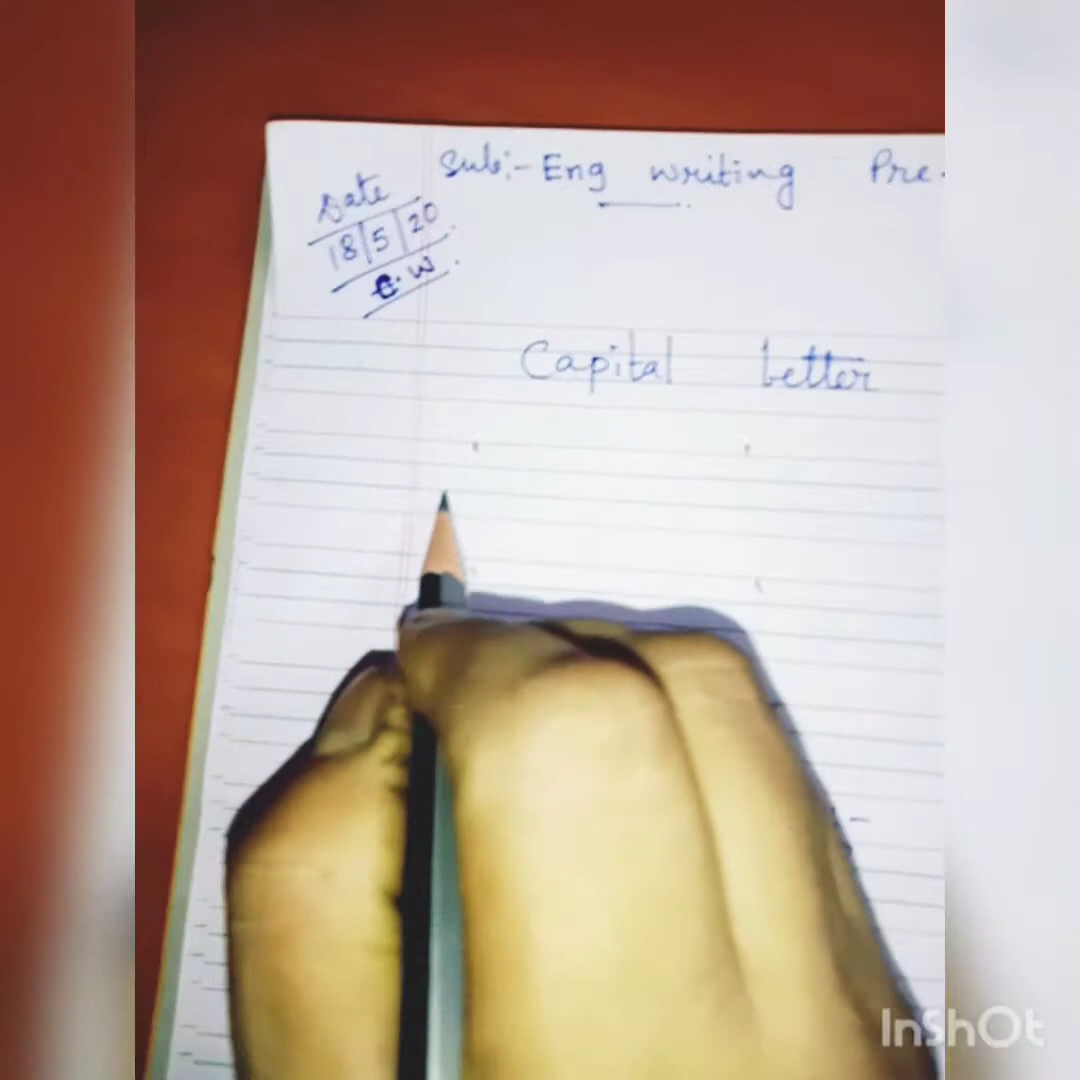 Sub:- Eng writing Pre-
Date
18/5/20
C.W
Capital Letter
InShOt